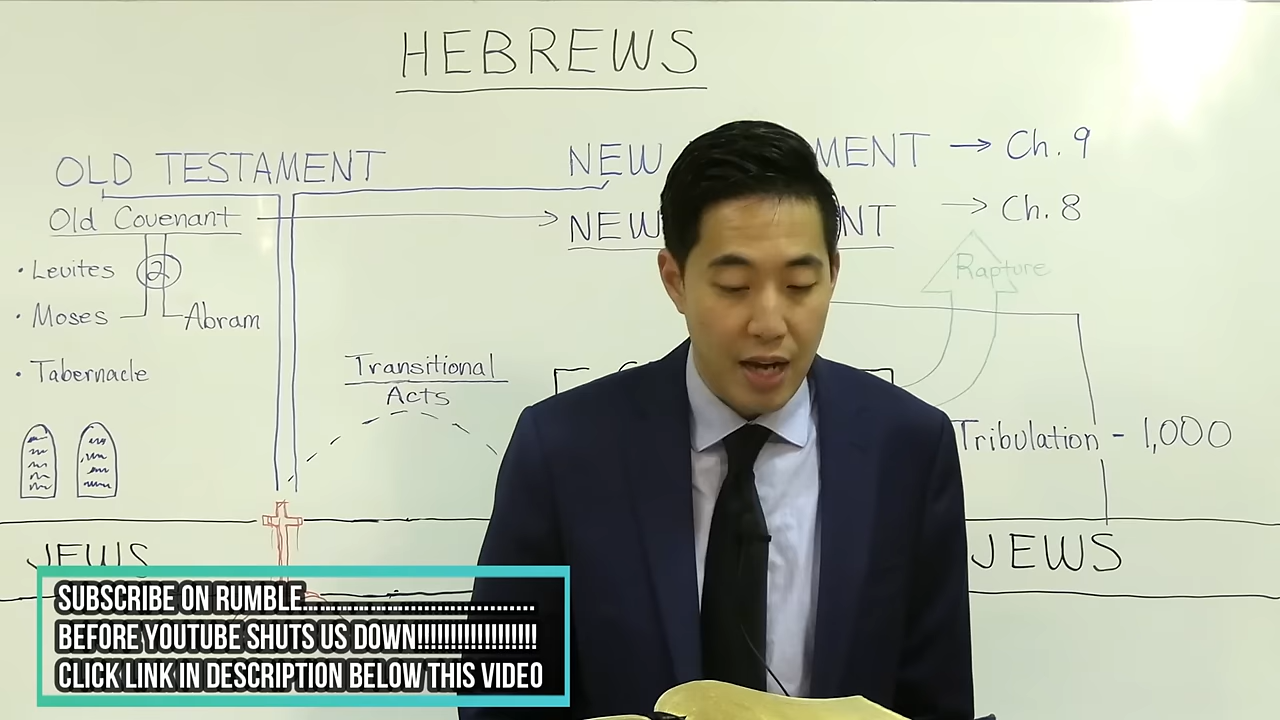 HEBREWS
OLD TESTAMENT
NEW MENT → Ch. 9
Old Covenant
NEW NT → Ch. 8
· Levites 2
Rapture
· Moses Abram
· Tabernacle
Transitional
Acts
Tribulation - 1,000
JEWS JEWS
SUBSCRIBE ON RUMBLE...................................
BEFORE YOUTUBE SHUTS US DOWN!!!!!!!!!!!!!!!!!!
CLICK LINK IN DESCRIPTION BELOW THIS VIDEO